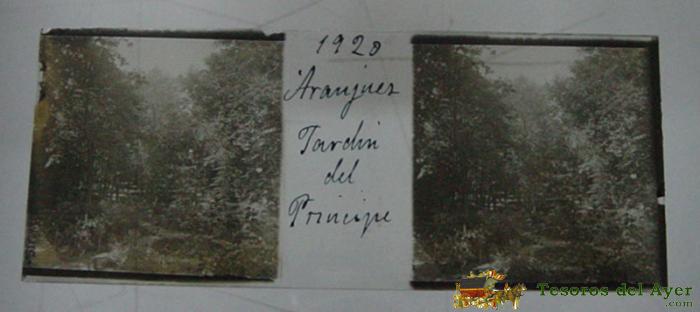 1920
Aranjuez
Jardin
del
Principe
Tesoros del Ayer
.com